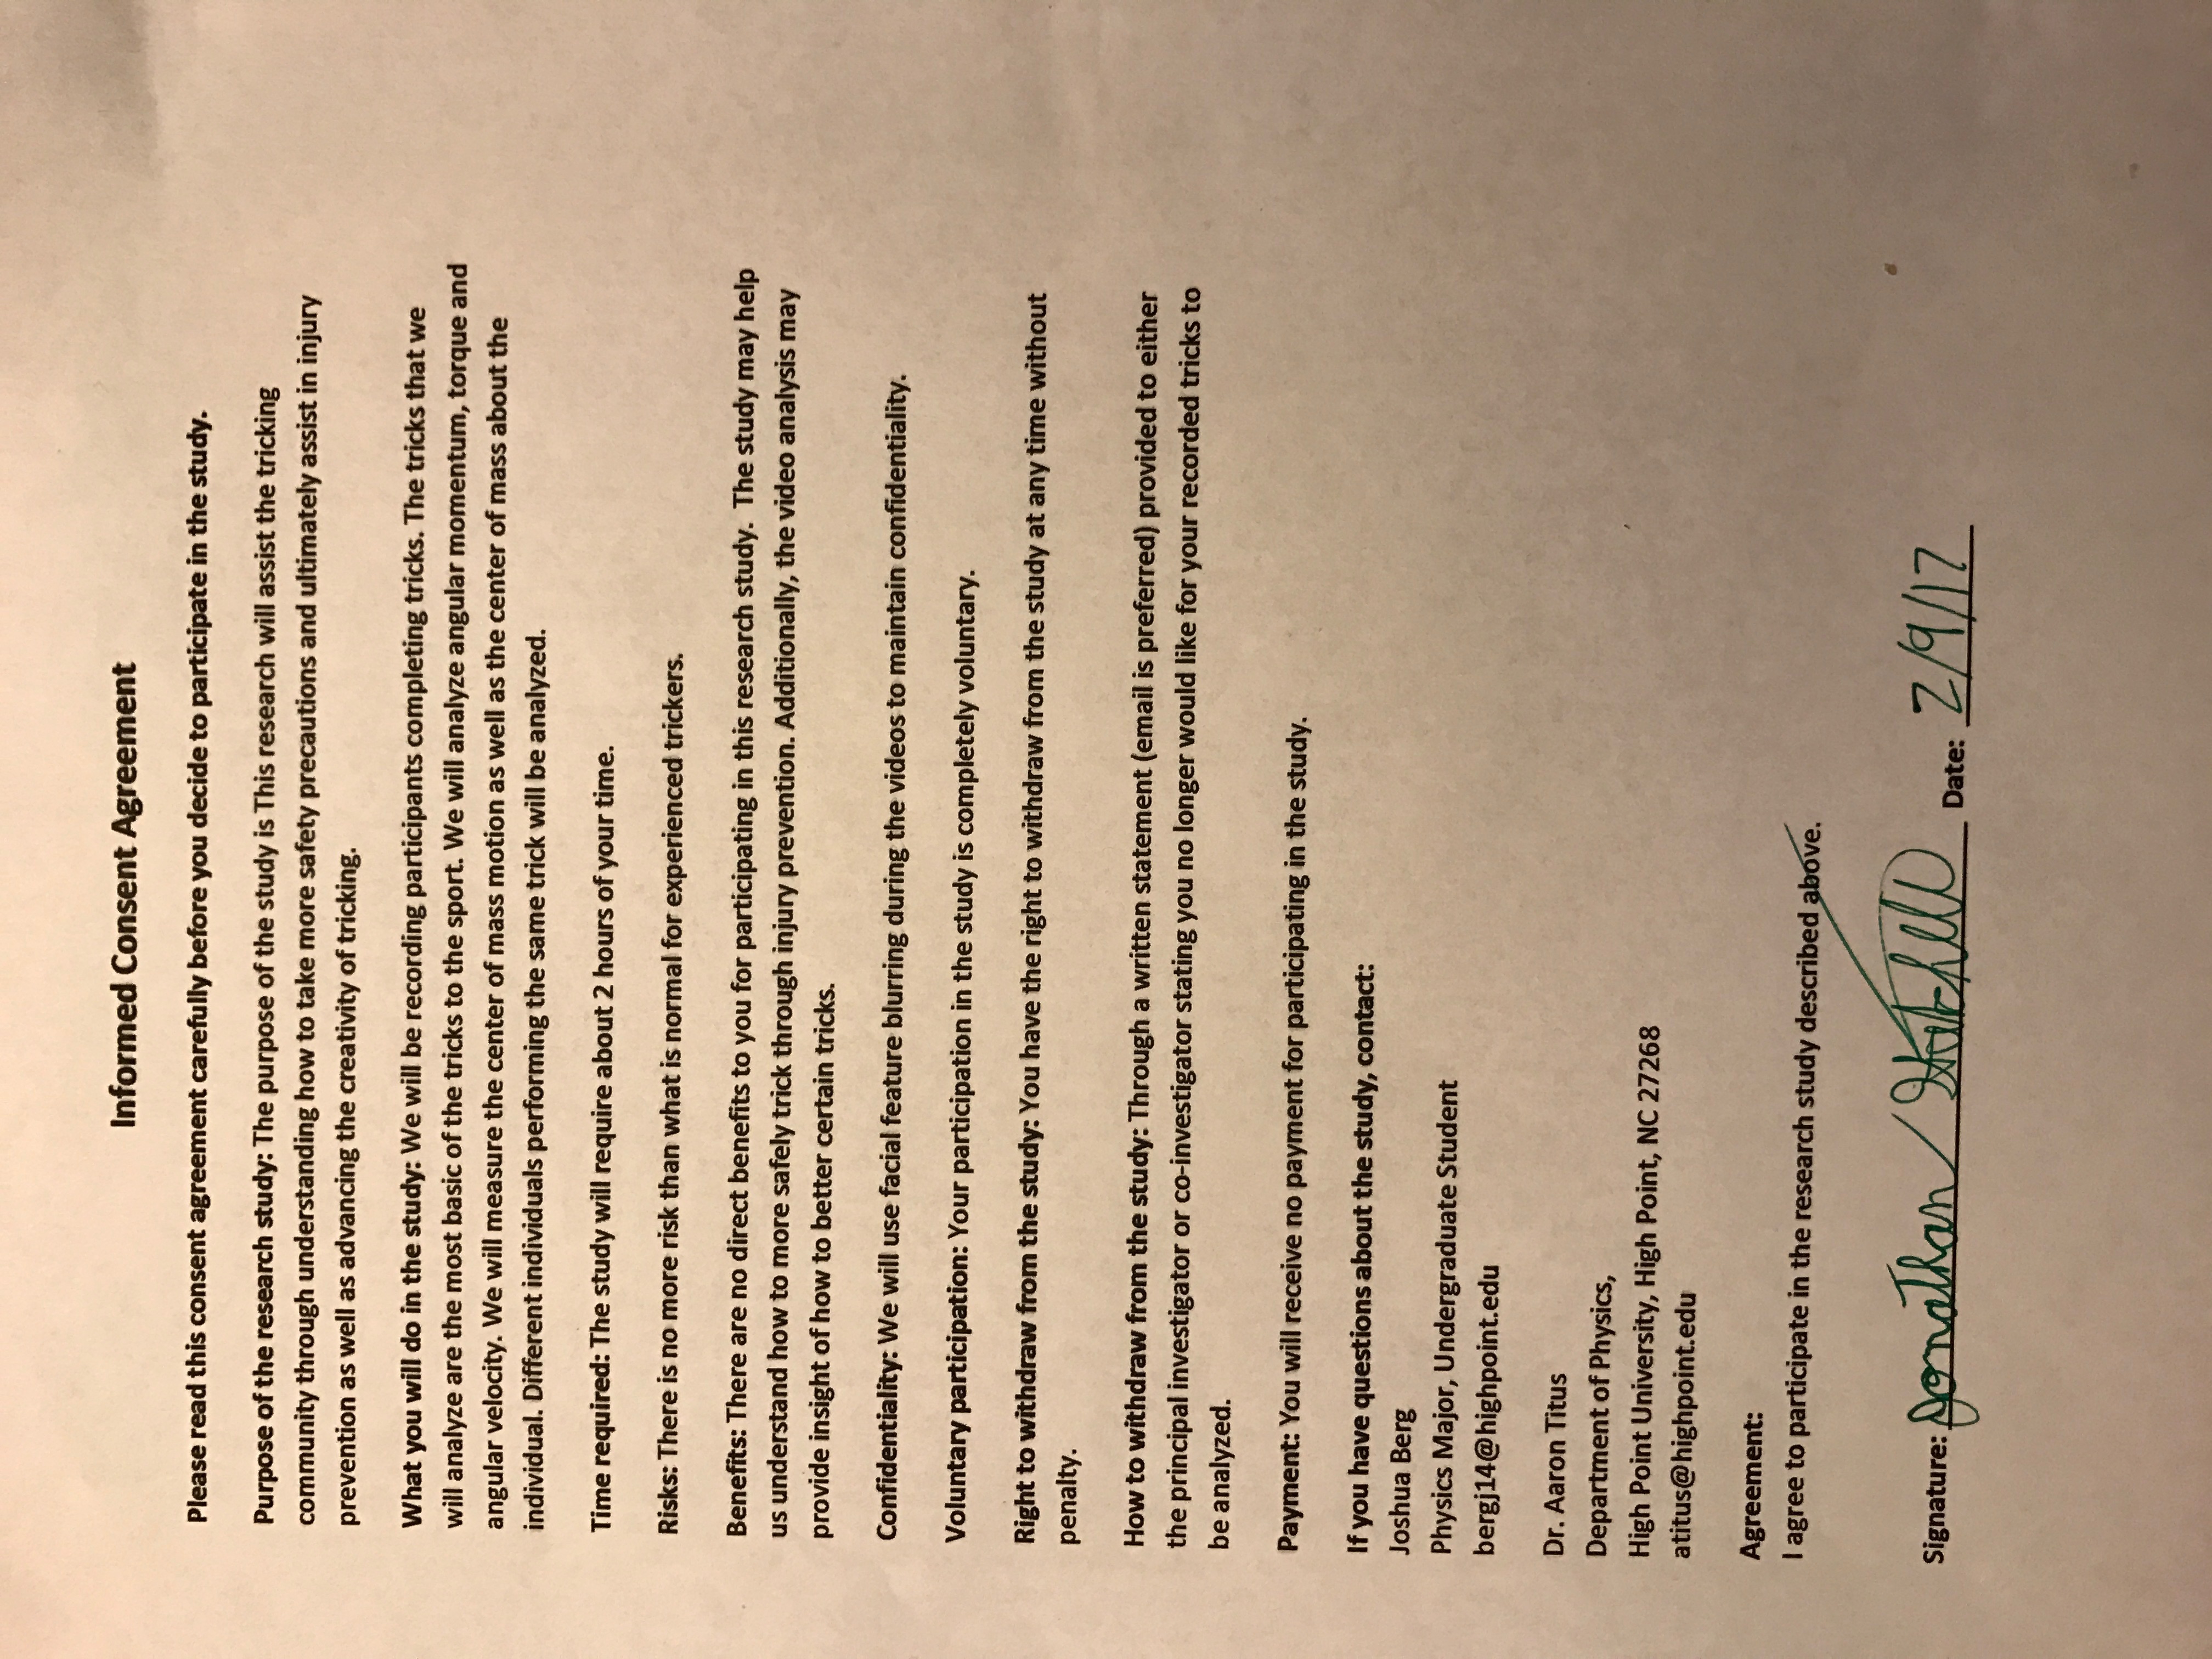 Informed Consent Agreement
Please read this consent agreement carefully before you decide to participate in the study.
Purpose of the research study: The purpose of the study is This research will assist the tricking
community through understanding how to take more safety precautions and ultimately assist in injury
prevention as well as advancing the creativity of tricking.
What you will do in the study: We will be recording participants completing tricks. The tricks that we
will analyze are the most basic of the tricks to the sport. We will analyze angular momentum, torque and
angular velocity. We will measure the center of mass motion as well as the center of mass about the
individual. Different individuals performing the same trick will be analyzed.
Time required: The study will require about 2 hours of your time.
Risks: There is no more risk than what is normal for experienced trickers.
Benefits: There are no direct benefits to you for participating in this research study. The study may help
us understand how to more safely trick through injury prevention. Additionally, the video analysis may
provide insight of how to better certain tricks.
Confidentiality: We will use facial feature blurring during the videos to maintain confidentiality.
Voluntary participation: Your participation in the study is completely voluntary.
Right to withdraw from the study: You have the right to withdraw from the study at any time without
penalty.
How to withdraw from the study: Through a written statement (email is preferred) provided to either
the principal investigator or co-investigator stating you no longer would like for your recorded tricks to
be analyzed.
Payment: You will receive no payment for participating in the study.
If you have questions about the study, contact:
Joshua Berg
Physics Major, Undergraduate Student
bergj14@highpoint.edu
Dr. Aaron Titus
Department of Physics,
High Point University, High Point, NC 27268
atitus@highpoint.edu
Agreement:
I agree to participate in the research study described above.
Signature: Jonathan Date: 2/9/17